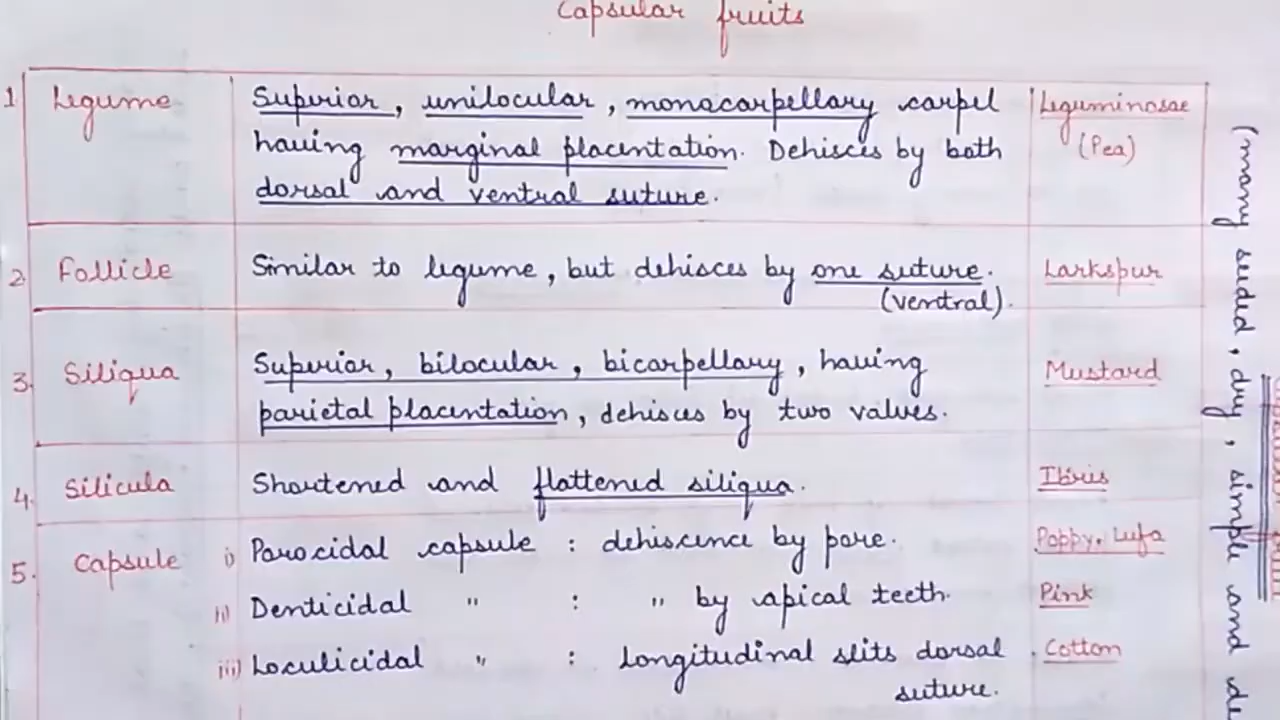 Capsular fruits
1 Legume Superior, unilocular, monocarpellary carpel Leguminosae
having marginal placentation. Dehisces by both (Pea)
dorsal and ventral suture.
2. Follicle Similar to legume, but dehisces by one suture. Larkspur
(ventral).
3. Siliqua Superior, bilocular, bicarpellary, having Mustard
parietal placentation, dehisces by two valves.
4. Silicula Shortened and flattened siliqua. Ibris
5. Capsule i) Porocidal capsule : dehiscence by pore. Poppy, Lufa
ii) Denticidal " : " by apical teeth. Pink
iii) Loculicidal " : Longitudinal slits dorsal Cotton
suture.
(many seeded, dry, simple and de